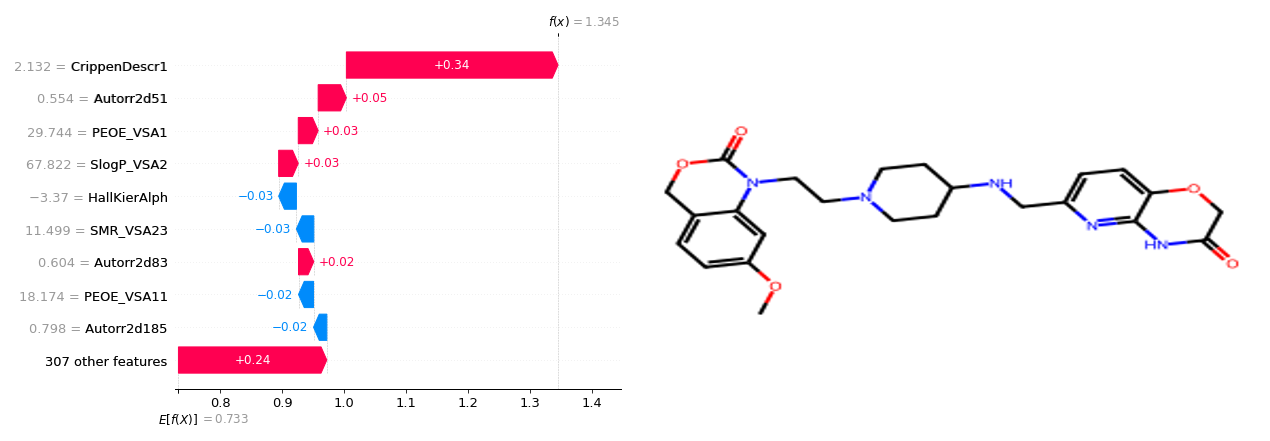 f(x) = 1.345
2.132 = CrippenDescr1
+0.34
0.554 = Autorr2d51
+0.05
29.744 = PEOE_VSA1
+0.03
67.822 = SlogP_VSA2
+0.03
−3.37 = HallKierAlph
−0.03
11.499 = SMR_VSA23
−0.03
0.604 = Autorr2d83
+0.02
18.174 = PEOE_VSA11
−0.02
0.798 = Autorr2d185
−0.02
307 other features
+0.24
0.8 0.9 1.0 1.1 1.2 1.3 1.4
E[f(X)] = 0.733
O
O
N
N
NH
O
N
HN
O
O